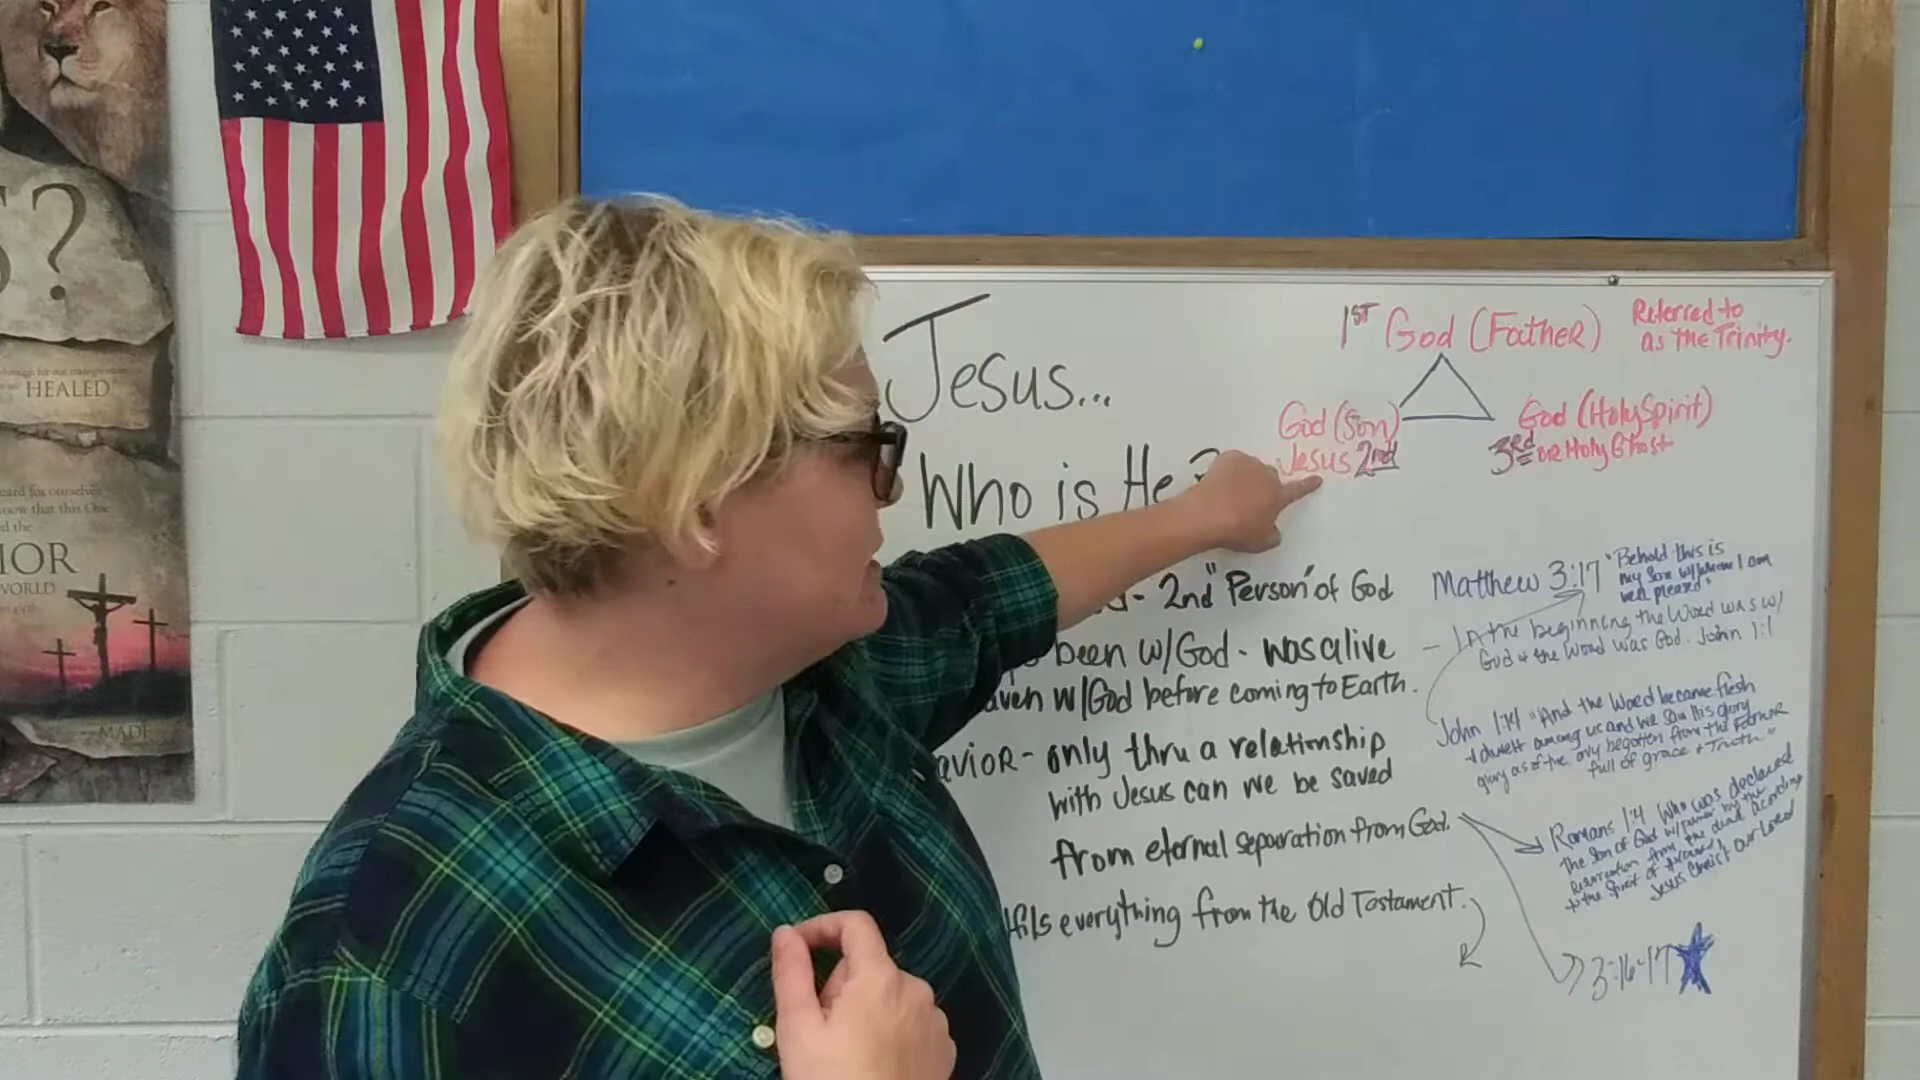 S?
HEALED
IOR
WORLD
MADE
Jesus...
Who is He ?
- 2nd "Person" of God
been w/God - was alive
aven w/God before coming to Earth.
avior - only thru a relationship
with Jesus can we be saved
from eternal separation from God.
lfils everything from the Old Testament.
1ST God (Father)
Referred to
as the Trinity.
God (Son)
Jesus 2nd
God (Holy Spirit)
3rd or Holy Ghost
Matthew 3:17 "Behold this is
my Son w/whom I am
well pleased"
- In the beginning the Word was w/
God + the Word was God. John 1:1
John 1:14 "And the Word became flesh
+ dwelt among us and we saw His glory
glory as of the only begotten from the Father
full of grace + Truth."
Romans 1:4 Who was declared
the Son of God w/power by the
resurrection from the dead according
to the Spirit of
Jesus Christ Our Lord
3:16-17